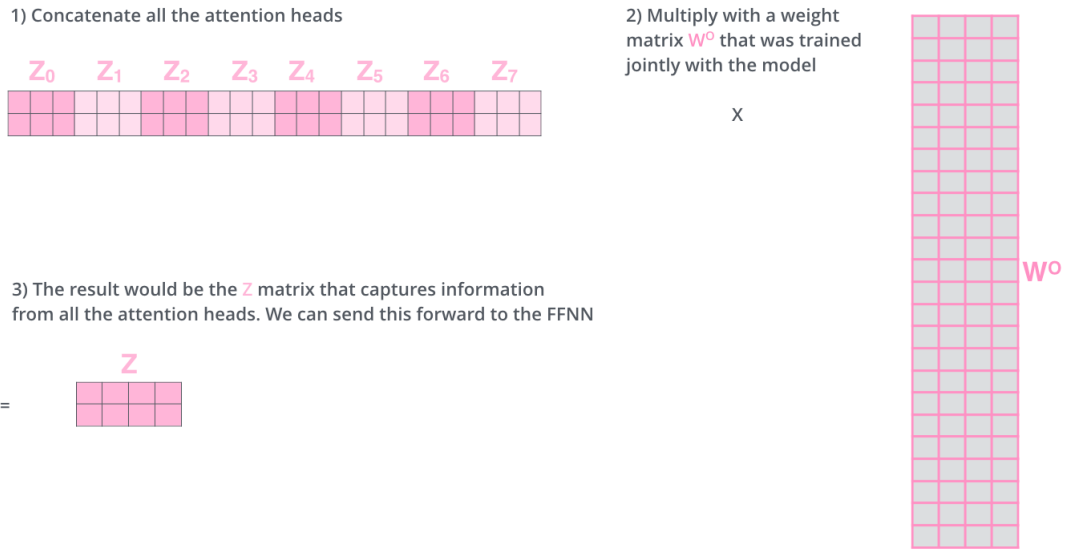 1) Concatenate all the attention heads
Z0 Z1 Z2 Z3 Z4 Z5 Z6 Z7
2) Multiply with a weight
matrix W^O that was trained
jointly with the model
X
W^O
3) The result would be the Z matrix that captures information
from all the attention heads. We can send this forward to the FFNN
Z
=